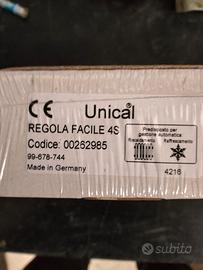 CE Unical
REGOLA FACILE 4S
Codice: 00262985
99-678-744
Made in Germany
Predisposto per
gestione automatica
Riscaldamento
Raffrescamento
4216
subito